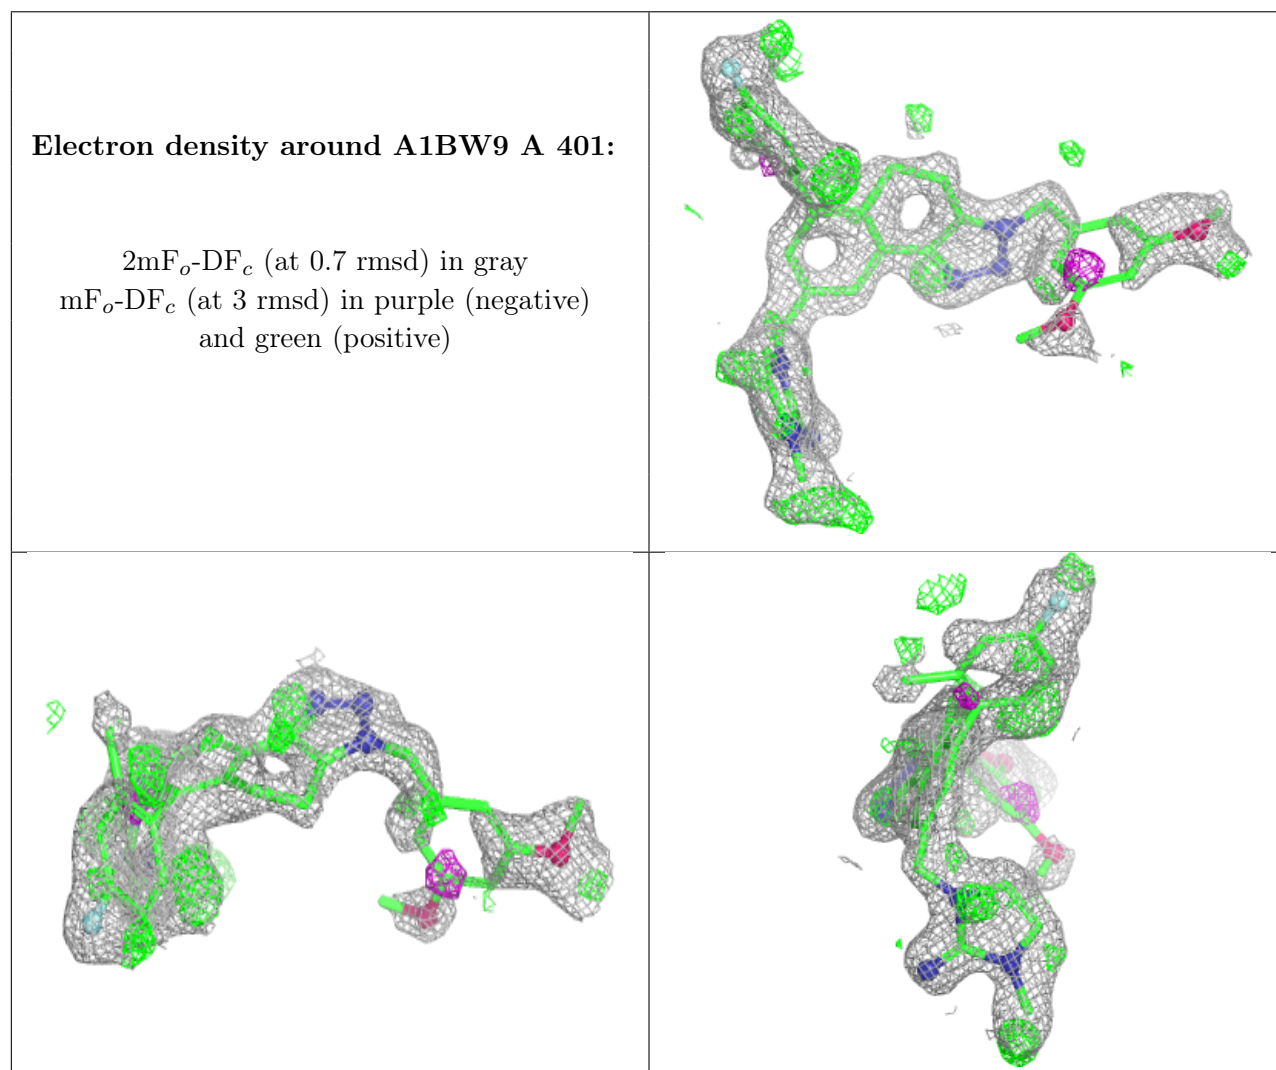 Electron density around A1BW9 A 401:
2mFₒ-DF𝒸 (at 0.7 rmsd) in gray
mFₒ-DF𝒸 (at 3 rmsd) in purple (negative)
and green (positive)